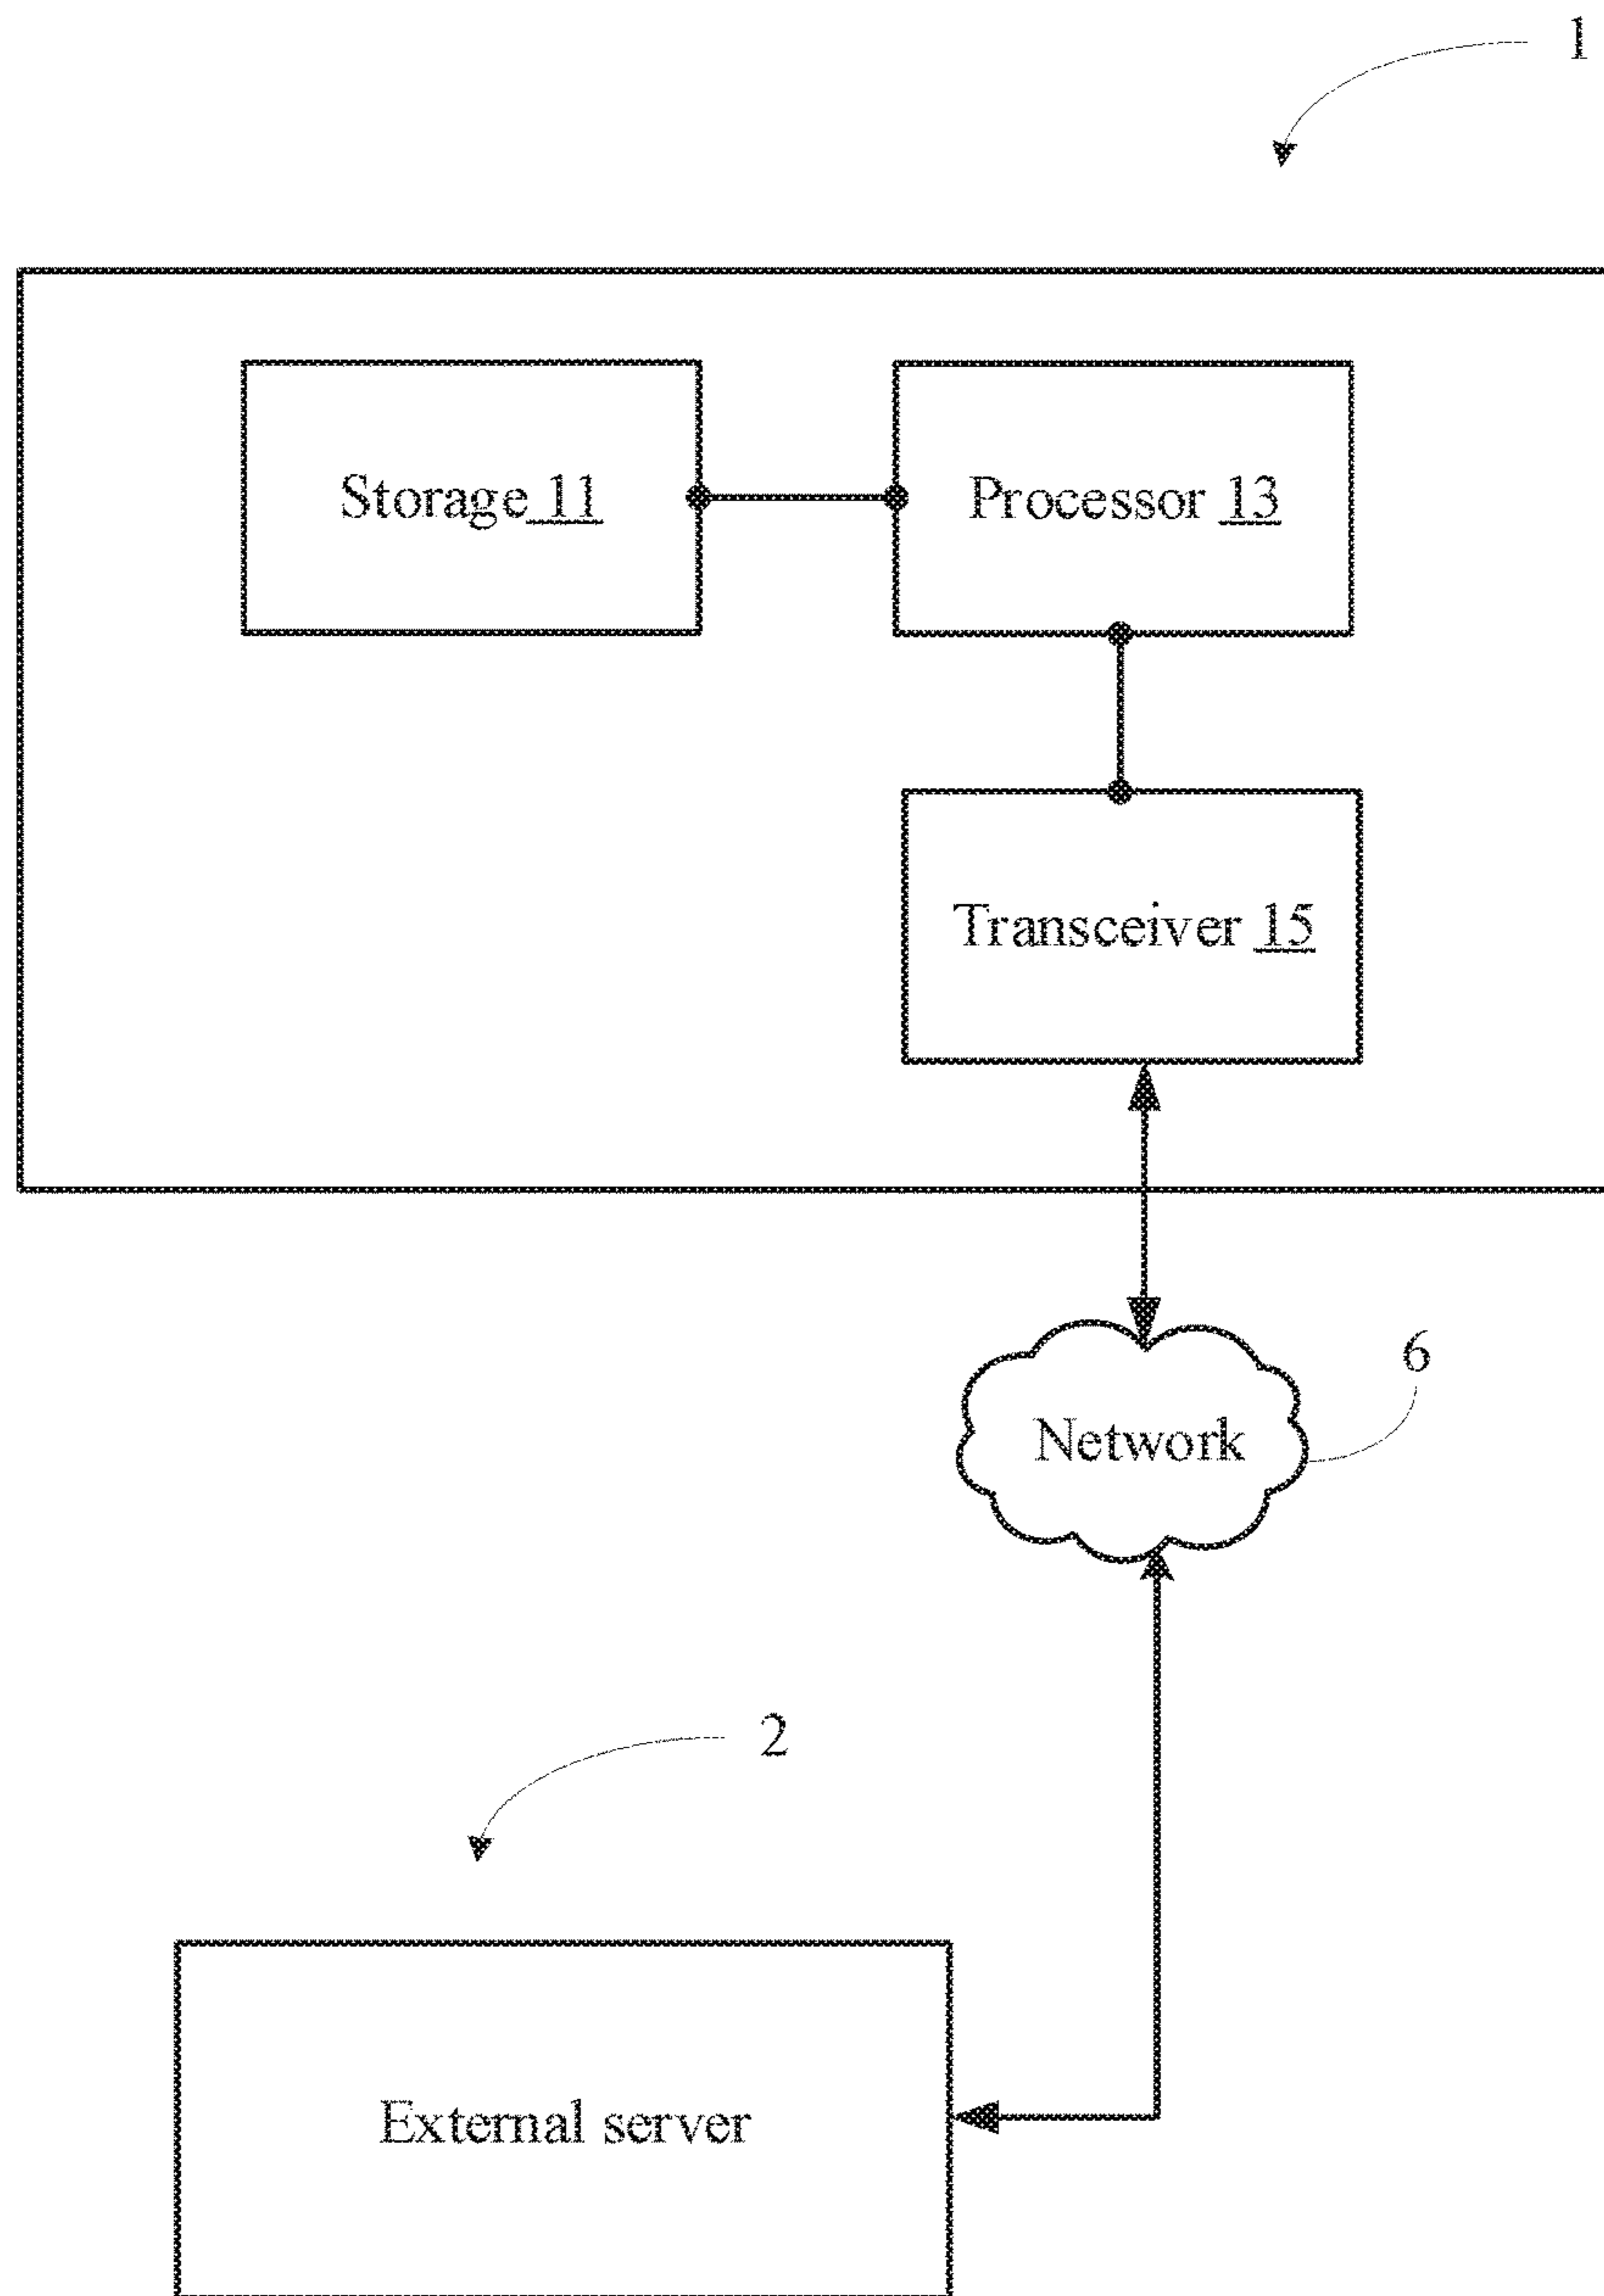 1
Storage 11
Processor 13
Transceiver 15
6
Network
2
External server